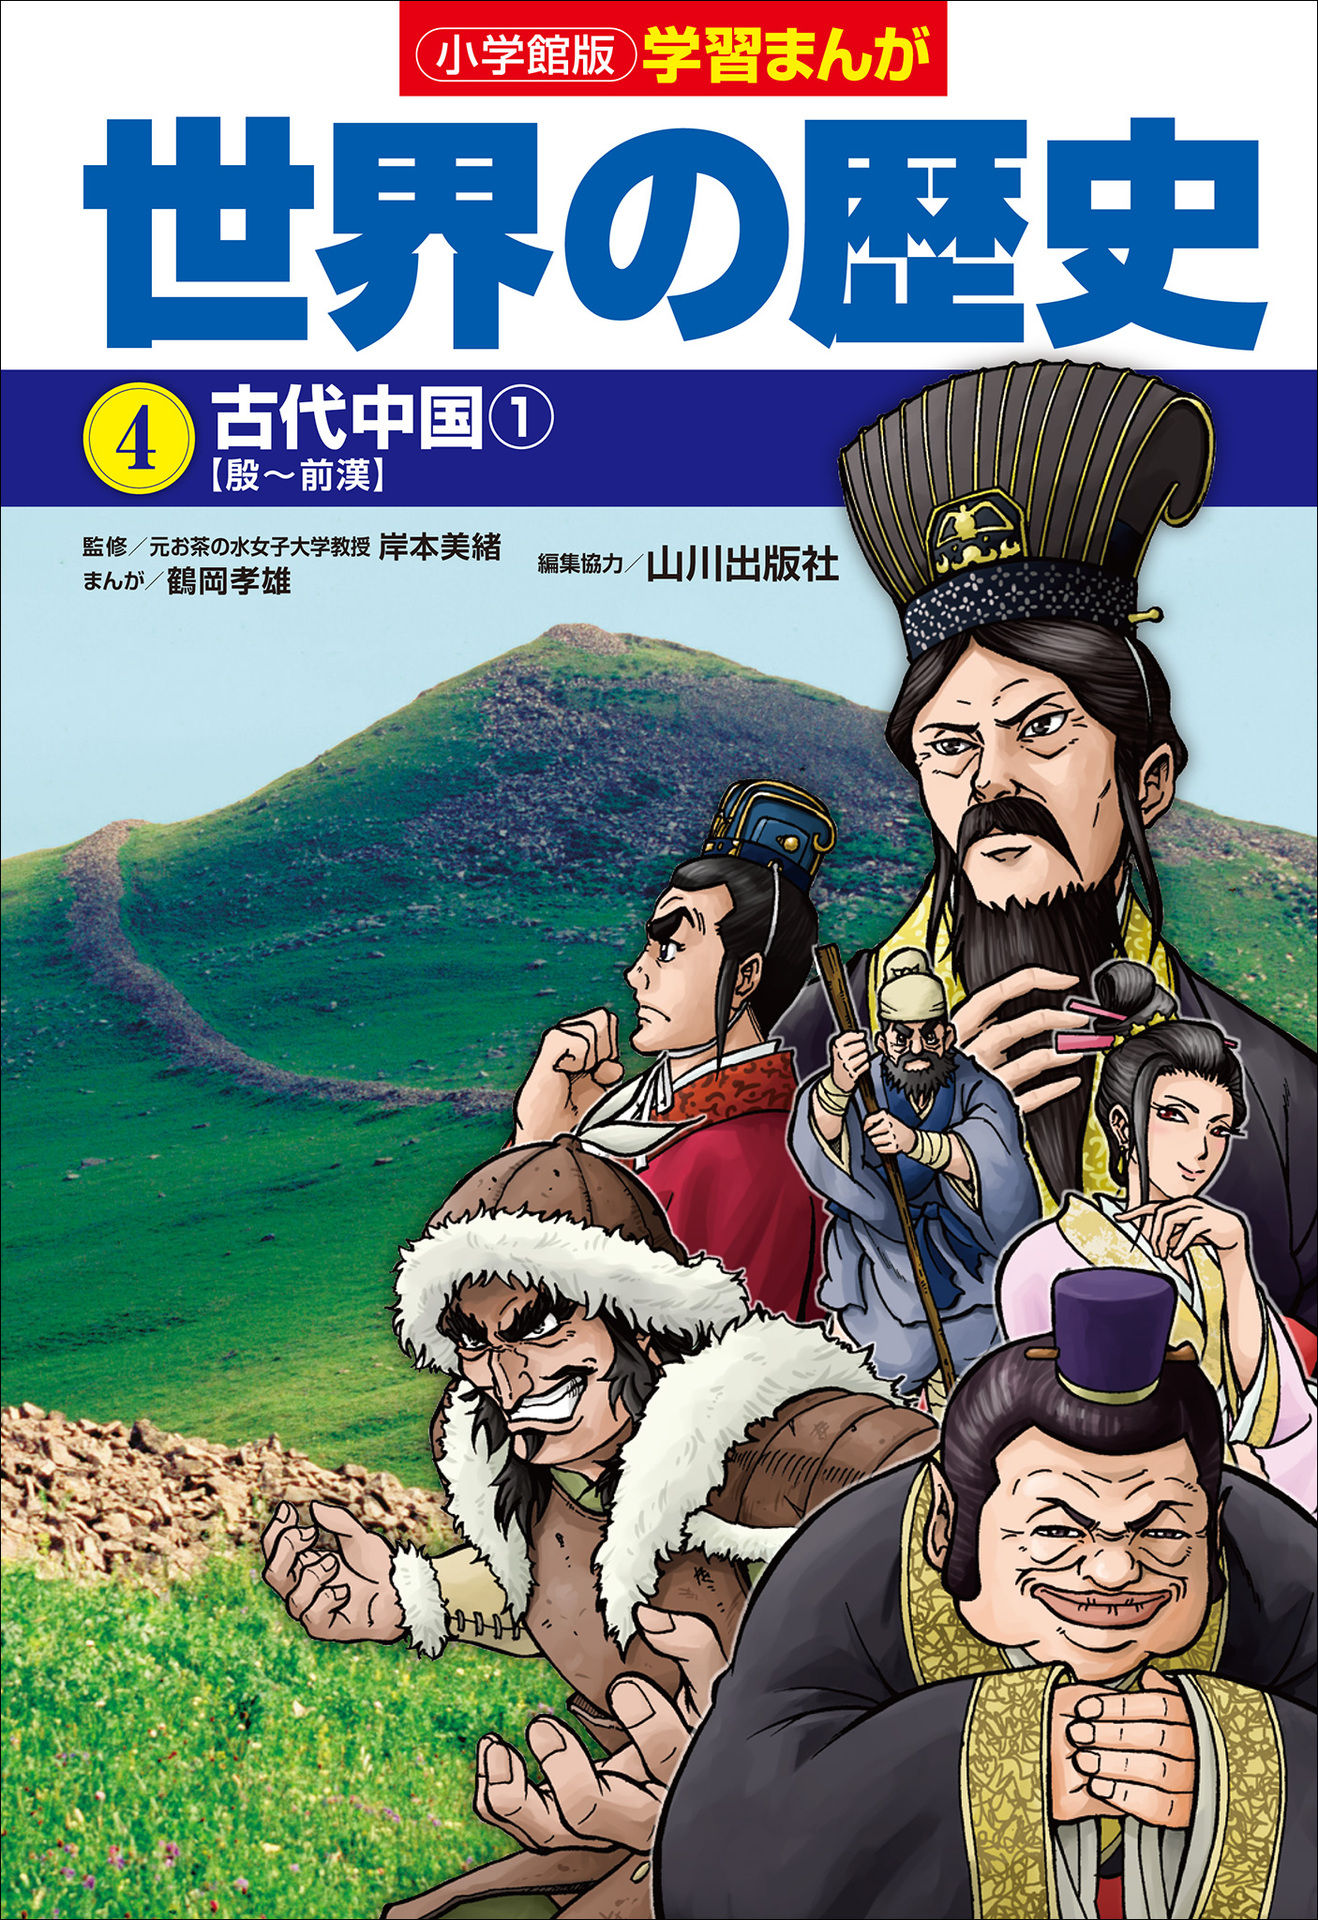 小学館版 学習まんが
世界の歴史
4 古代中国①
【殷～前漢】
監修／元お茶の水女子大学教授 岸本美緒
まんが／鶴岡孝雄
編集協力／山川出版社